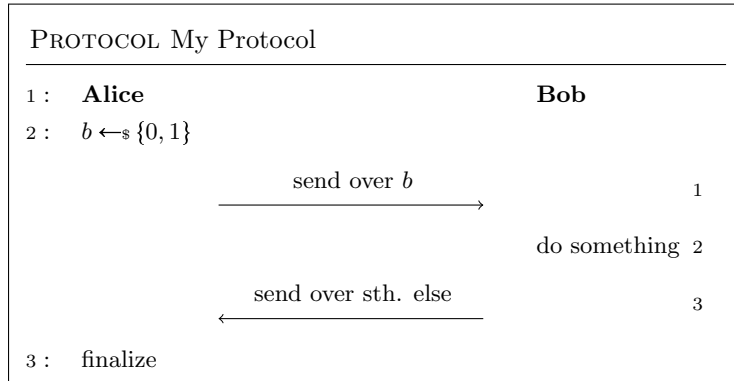 PROTOCOL My Protocol
1 : Alice Bob
2 : b ←$ {0, 1}
send over b 1
do something 2
send over sth. else 3
3 : finalize